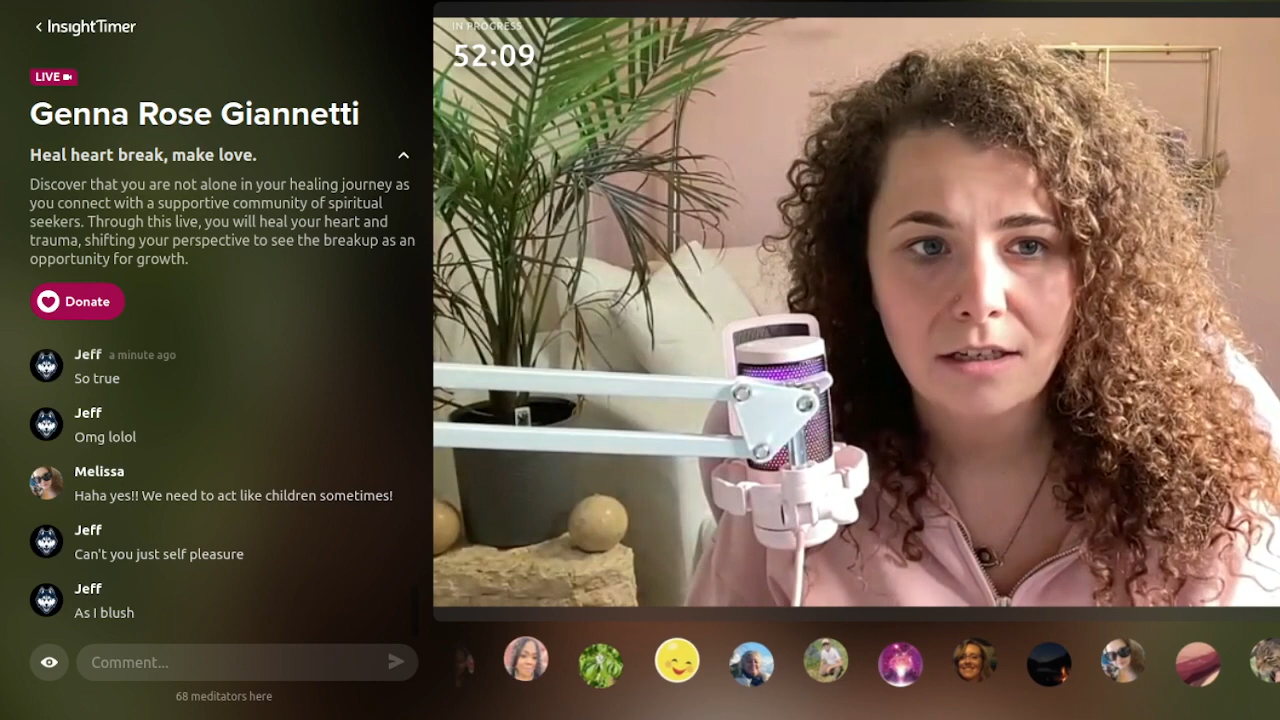 InsightTimer
LIVE
Genna Rose Giannetti
Heal heart break, make love.
Discover that you are not alone in your healing journey as
you connect with a supportive community of spiritual
seekers. Through this live, you will heal your heart and
trauma, shifting your perspective to see the breakup as an
opportunity for growth.
Donate
Jeff a minute ago
So true
Jeff
Omg lolol
Melissa
Haha yes!! We need to act like children sometimes!
Jeff
Can't you just self pleasure
Jeff
As I blush
Comment...
68 meditators here
IN PROGRESS
52:09